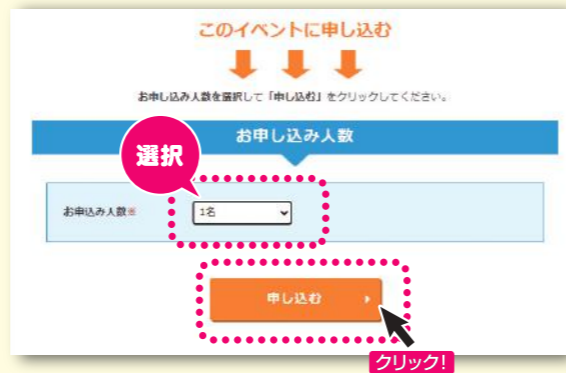 このイベントに申し込む
お申し込み人数を選択して「申し込む」をクリックしてください。
お申し込み人数
選択
お申込み人数※
1名
申し込む
クリック!